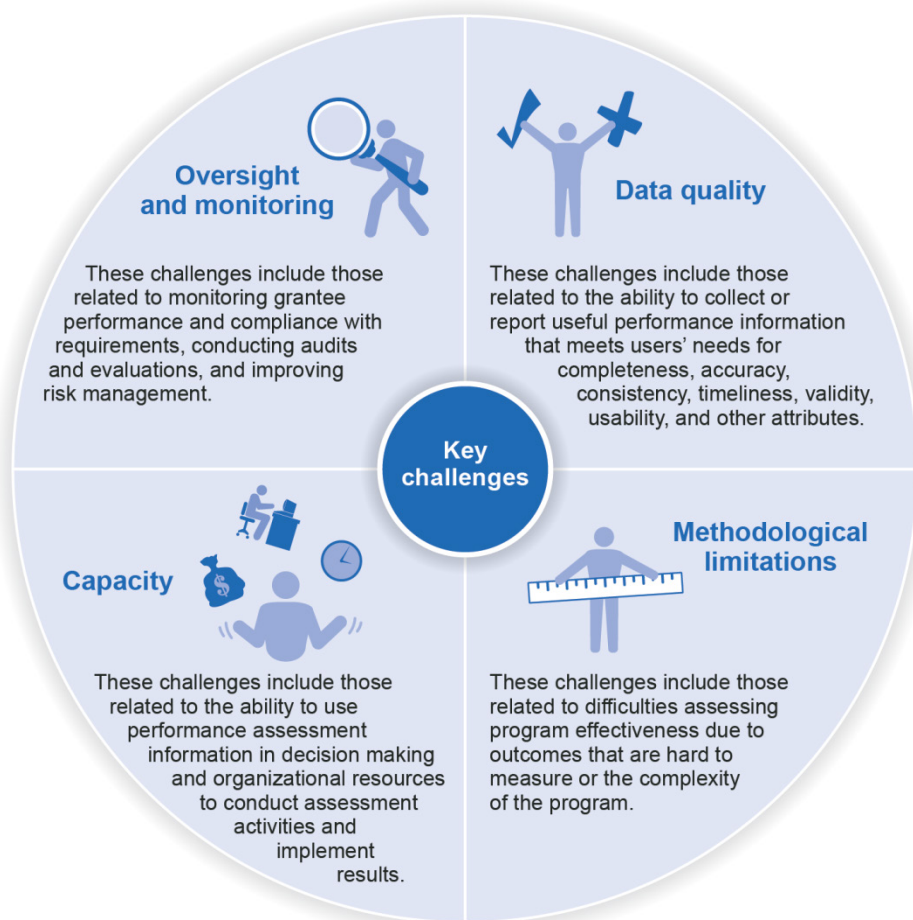 Oversight
and monitoring
These challenges include those
related to monitoring grantee
performance and compliance with
requirements, conducting audits
and evaluations, and improving
risk management.
Data quality
These challenges include those
related to the ability to collect or
report useful performance information
that meets users’ needs for
completeness, accuracy,
consistency, timeliness, validity,
usability, and other attributes.
Key
challenges
Capacity
$
These challenges include those
related to the ability to use
performance assessment
information in decision making
and organizational resources
to conduct assessment
activities and
implement
results.
Methodological
limitations
These challenges include those
related to difficulties assessing
program effectiveness due to
outcomes that are hard to
measure or the complexity
of the program.